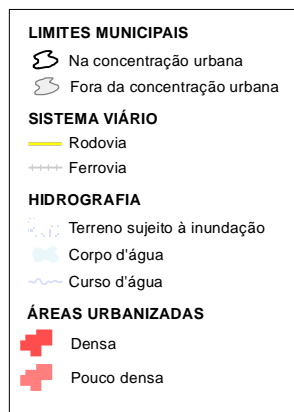 LIMITES MUNICIPAIS
Na concentração urbana
Fora da concentração urbana
SISTEMA VIÁRIO
Rodovia
Ferrovia
HIDROGRAFIA
Terreno sujeito à inundação
Corpo d'água
Curso d'água
ÁREAS URBANIZADAS
Densa
Pouco densa